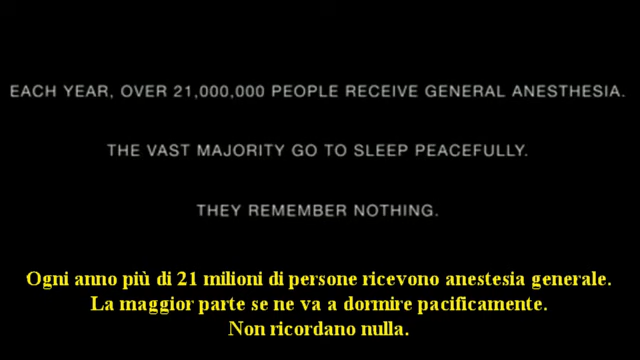 EACH YEAR, OVER 21,000,000 PEOPLE RECEIVE GENERAL ANESTHESIA.
THE VAST MAJORITY GO TO SLEEP PEACEFULLY.
THEY REMEMBER NOTHING.
Ogni anno più di 21 milioni di persone ricevono anestesia generale.
La maggior parte se ne va a dormire pacificamente.
Non ricordano nulla.